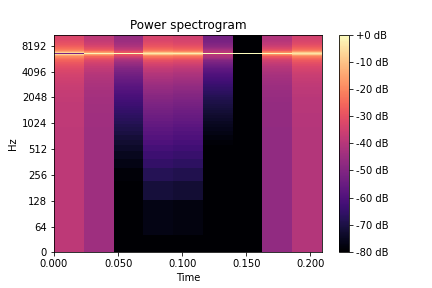 Power spectrogram
Hz
8192
4096
2048
1024
512
256
128
64
0
0.000 0.050 0.100 0.150 0.200
Time
+0 dB
-10 dB
-20 dB
-30 dB
-40 dB
-50 dB
-60 dB
-70 dB
-80 dB